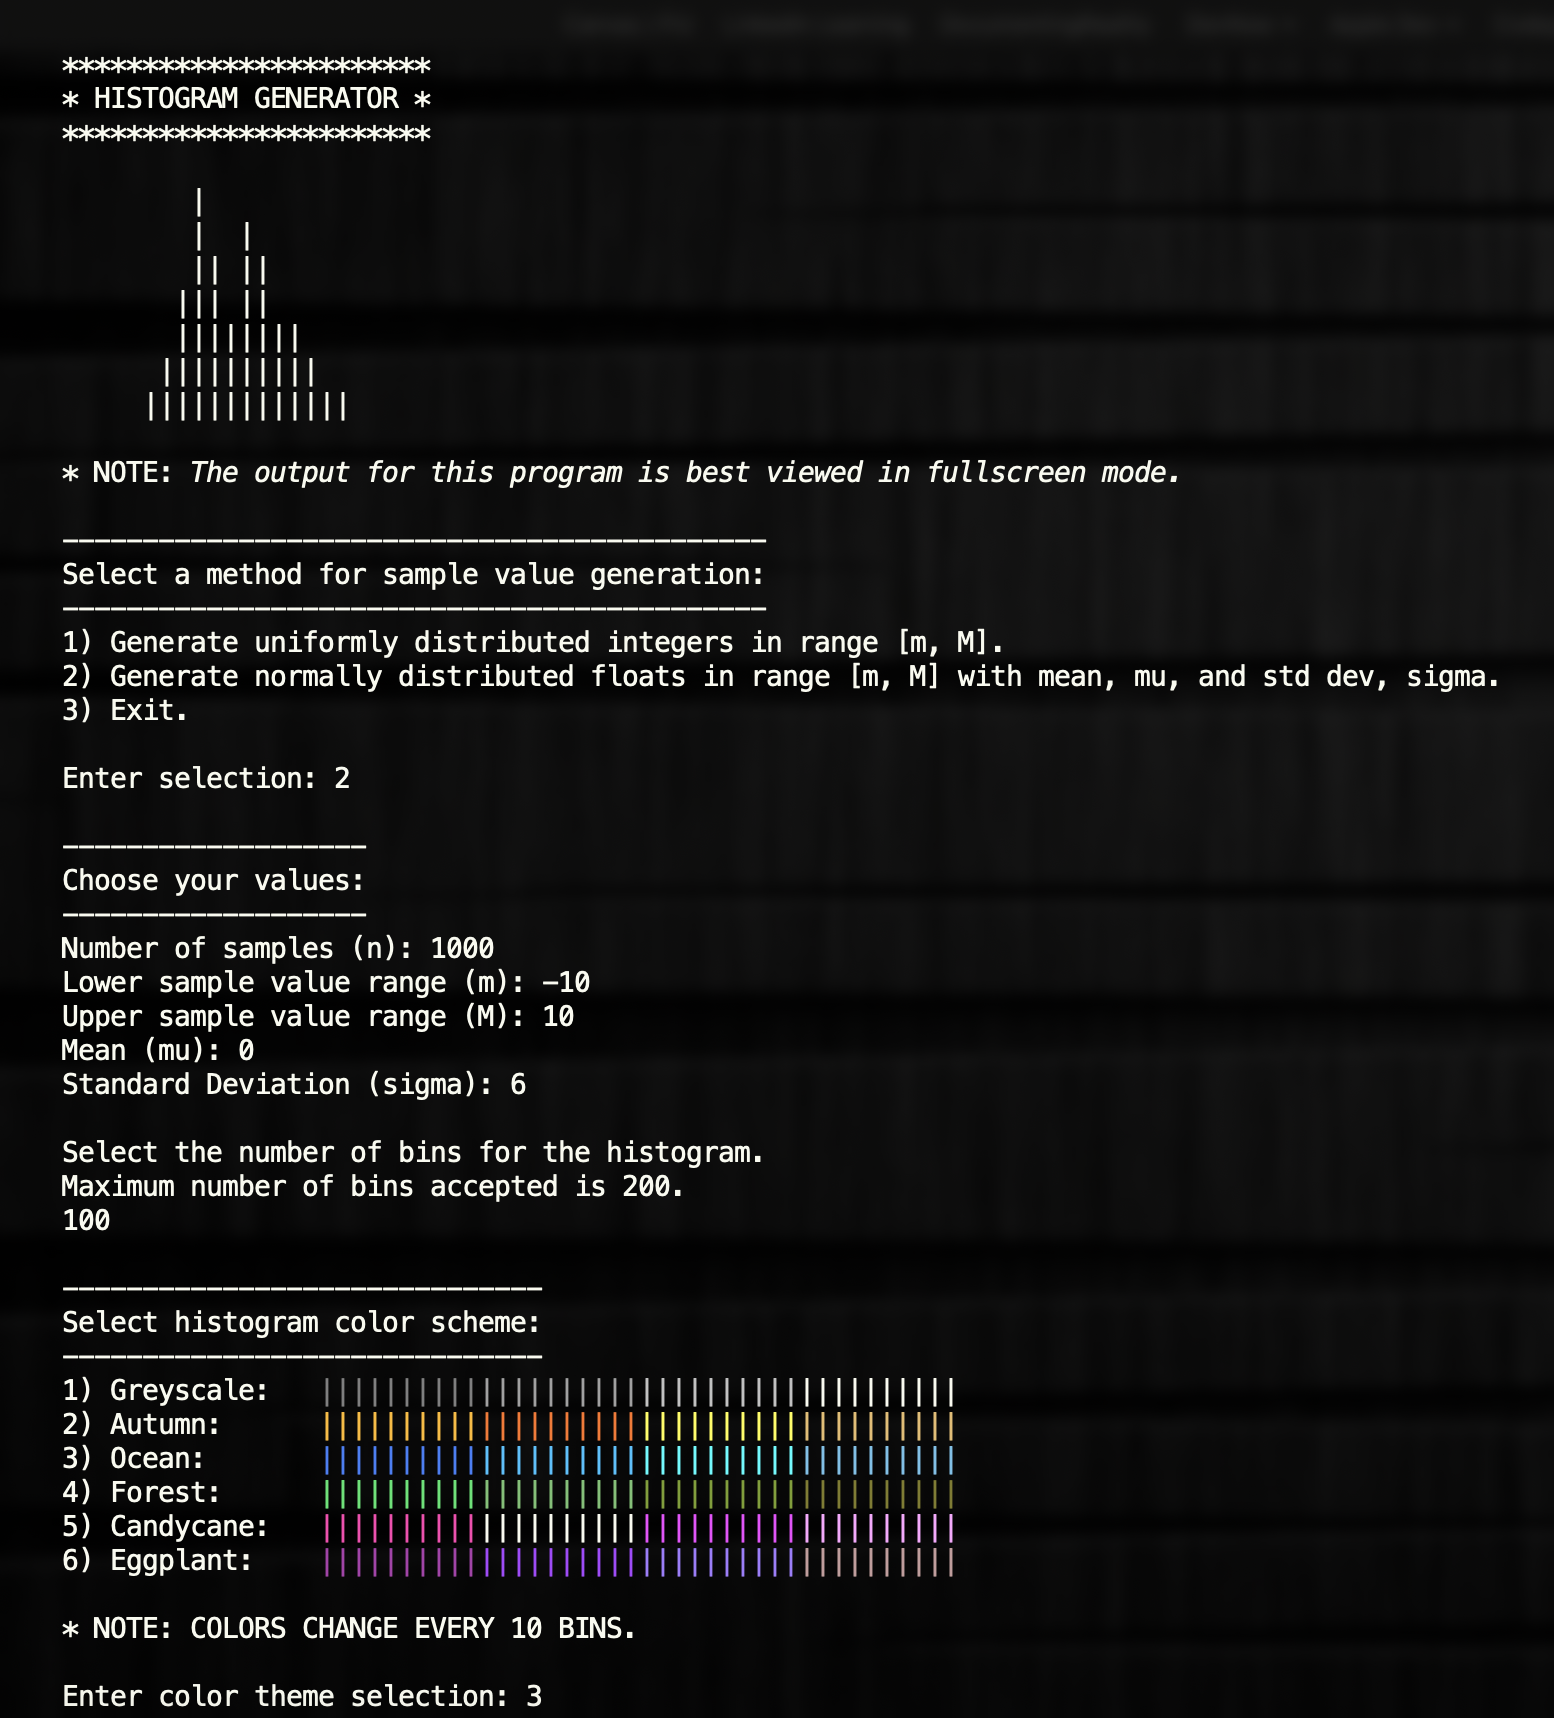 ***********************
* HISTOGRAM GENERATOR *
***********************
* NOTE: The output for this program is best viewed in fullscreen mode.
--------------------------------------------
Select a method for sample value generation:
--------------------------------------------
1) Generate uniformly distributed integers in range [m, M].
2) Generate normally distributed floats in range [m, M] with mean, mu, and std dev, sigma.
3) Exit.
Enter selection: 2
-------------------
Choose your values:
-------------------
Number of samples (n): 1000
Lower sample value range (m): -10
Upper sample value range (M): 10
Mean (mu): 0
Standard Deviation (sigma): 6
Select the number of bins for the histogram.
Maximum number of bins accepted is 200.
100
------------------------------
Select histogram color scheme:
------------------------------
1) Greyscale: ||||||||||||||||||||||||||||||||||||||||
2) Autumn: ||||||||||||||||||||||||||||||||||||||||
3) Ocean: ||||||||||||||||||||||||||||||||||||||||
4) Forest: ||||||||||||||||||||||||||||||||||||||||
5) Candycane: ||||||||||||||||||||||||||||||||||||||||
6) Eggplant: ||||||||||||||||||||||||||||||||||||||||
* NOTE: COLORS CHANGE EVERY 10 BINS.
Enter color theme selection: 3